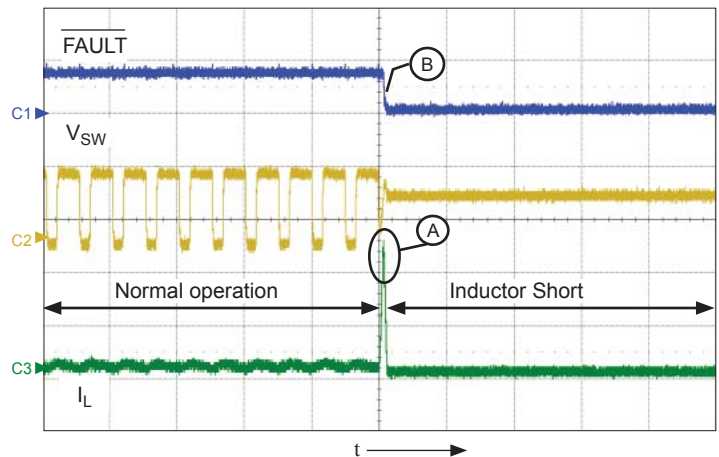 FAULT
B
C1
VSW
A
C2
Normal operation
Inductor Short
C3
IL
t